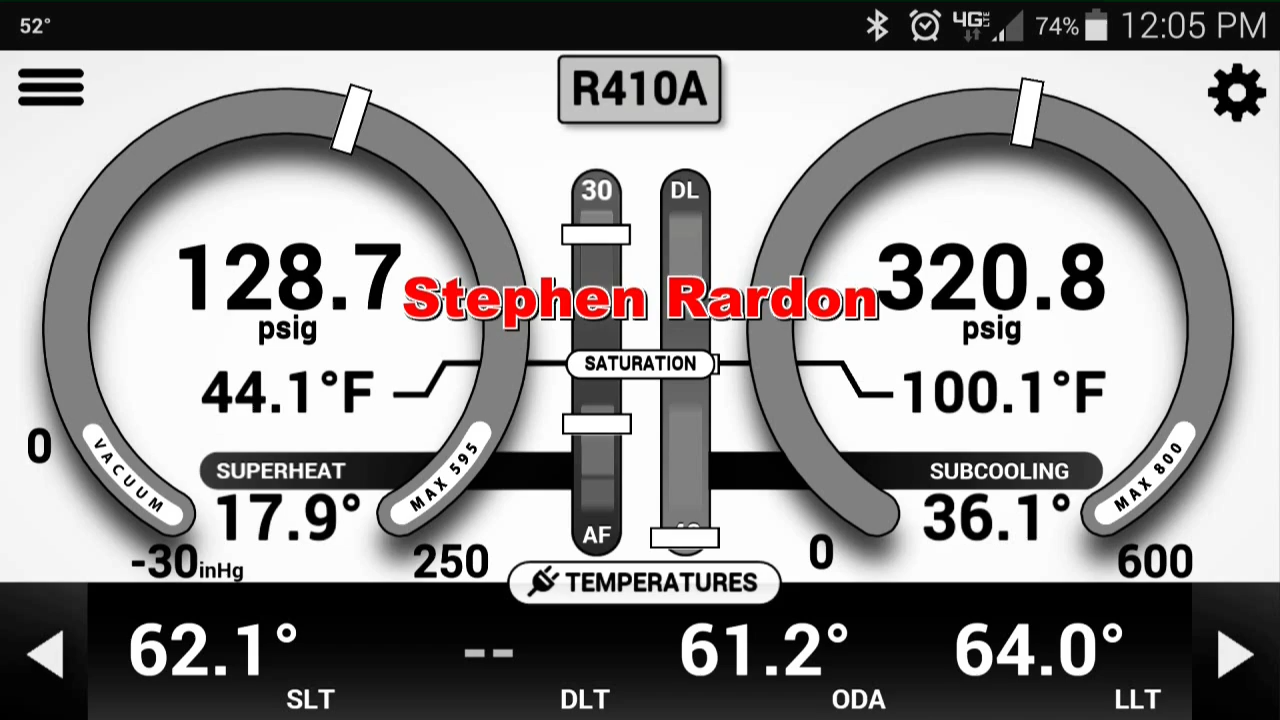 52° 4G LTE 74% 12:05 PM
R410A
30 DL
128.7 320.8
psig psig
Stephen Rardon
SATURATION
44.1°F 100.1°F
0 VACUUM MAX 595 MAX 800
SUPERHEAT SUBCOOLING
17.9° 36.1°
AF
-30inHg 250 0 600
TEMPERATURES
62.1° -- 61.2° 64.0°
SLT DLT ODA LLT